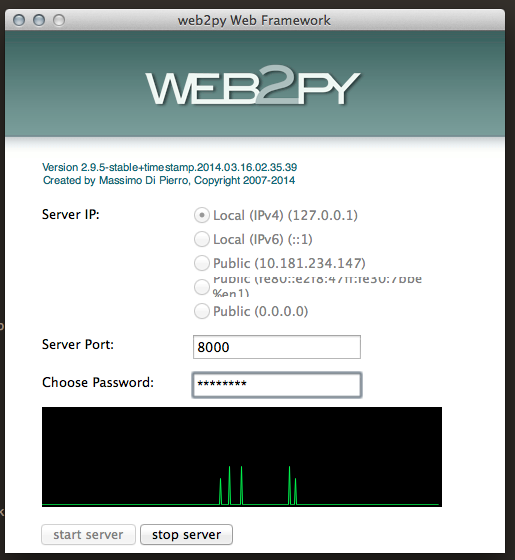 web2py Web Framework
WEB2PY
Version 2.9.5-stable+timestamp.2014.03.16.02.35.39
Created by Massimo Di Pierro, Copyright 2007-2014
Server IP:
Local (IPv4) (127.0.0.1)
Local (IPv6) (::1)
Public (10.181.234.147)
Public (fe80::e2f8:47ff:fe30:7bbe
%en1)
Public (0.0.0.0)
Server Port:
8000
Choose Password:
********
start server
stop server